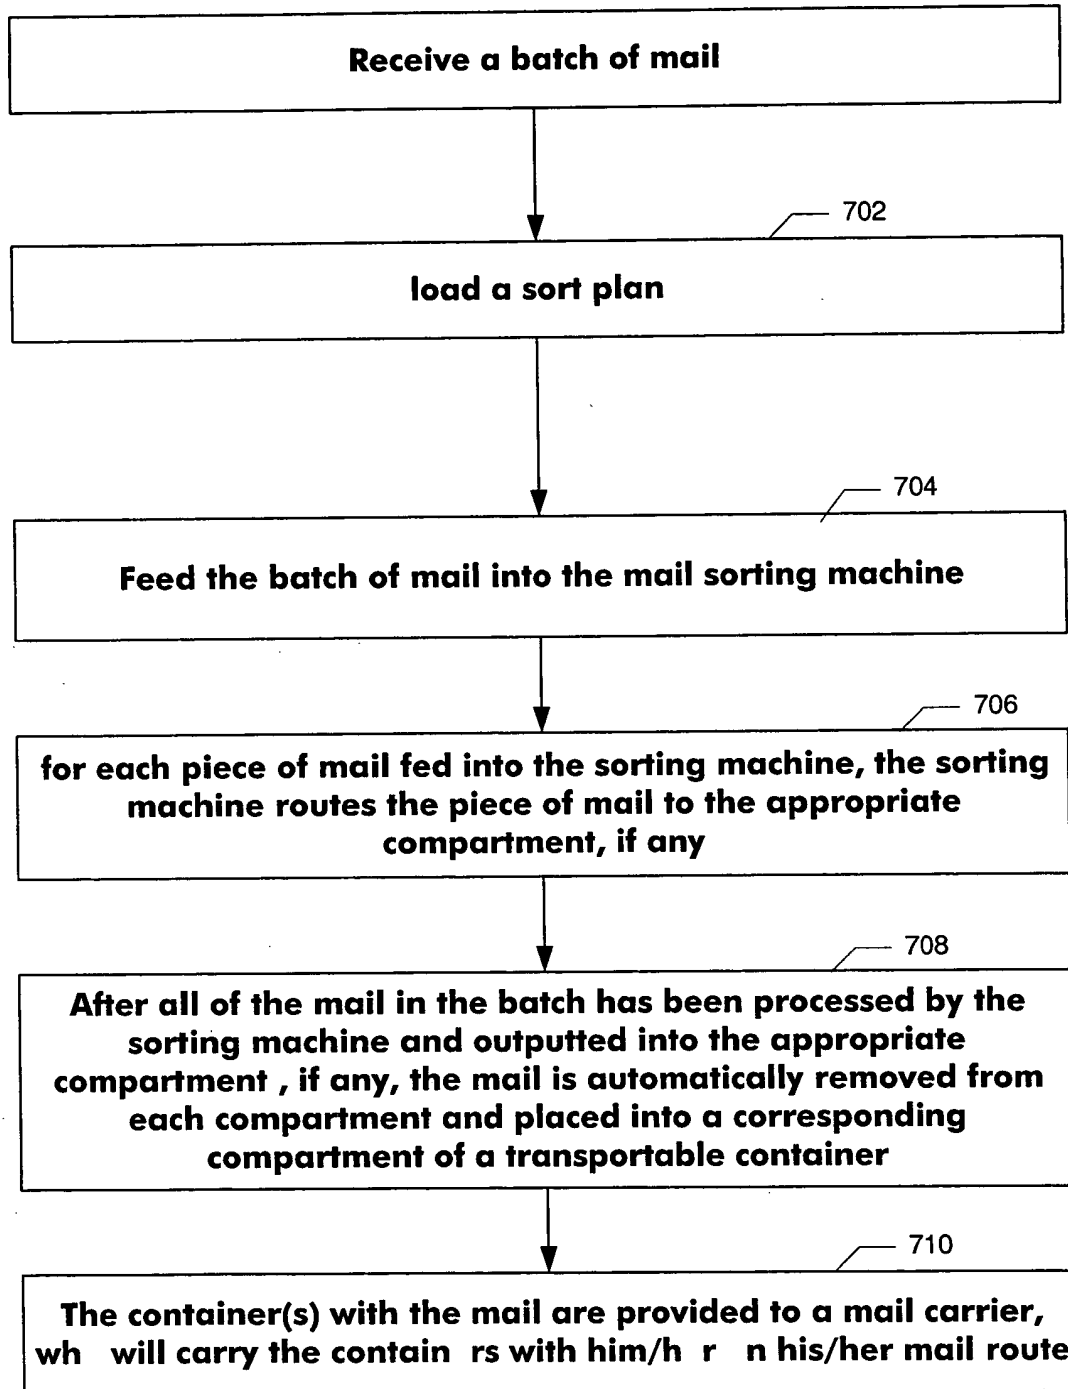 Receive a batch of mail
702
load a sort plan
704
Feed the batch of mail into the mail sorting machine
706
for each piece of mail fed into the sorting machine, the sorting
machine routes the piece of mail to the appropriate
compartment, if any
708
After all of the mail in the batch has been processed by the
sorting machine and outputted into the appropriate
compartment , if any, the mail is automatically removed from
each compartment and placed into a corresponding
compartment of a transportable container
710
The container(s) with the mail are provided to a mail carrier,
wh will carry the contain rs with him/h r n his/her mail route